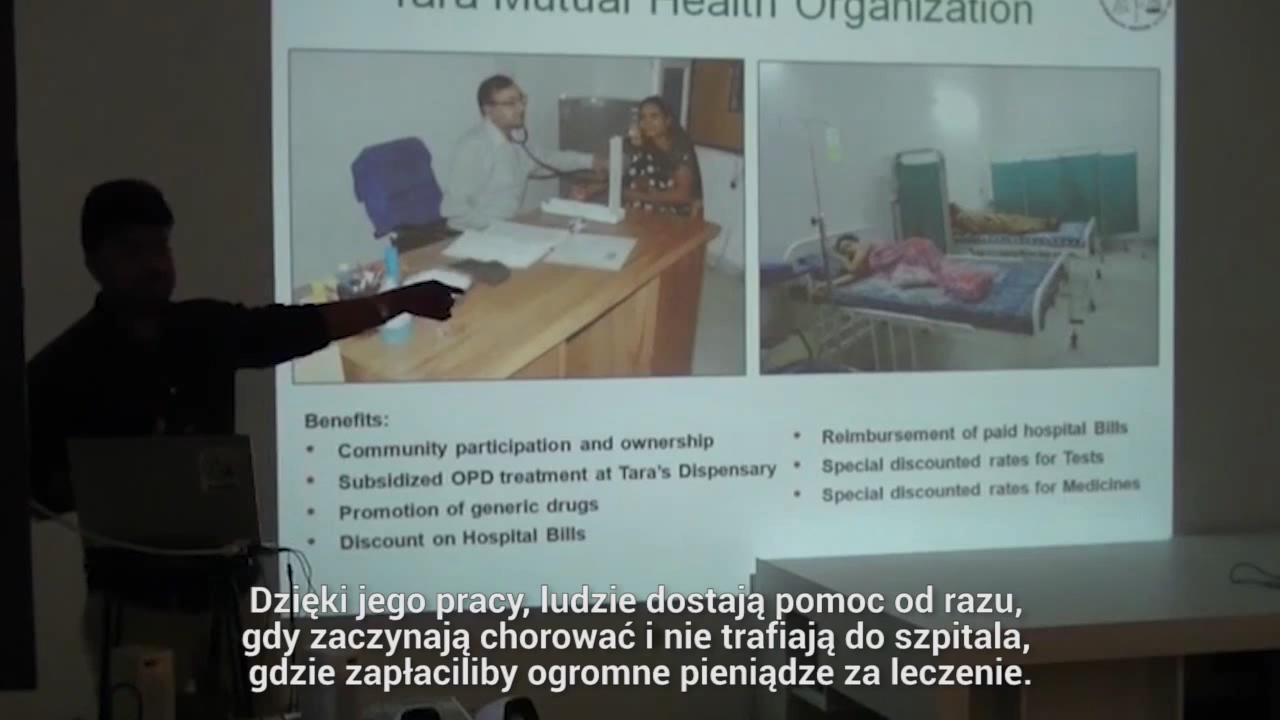 Tara Mutual Health Organization
Benefits:
• Community participation and ownership
• Subsidized OPD treatment at Tara's Dispensary
• Promotion of generic drugs
• Discount on Hospital Bills
• Reimbursement of paid hospital Bills
• Special discounted rates for Tests
• Special discounted rates for Medicines
Dzięki jego pracy, ludzie dostają pomoc od razu,
gdy zaczynają chorować i nie trafiają do szpitala,
gdzie zapłaciliby ogromne pieniądze za leczenie.